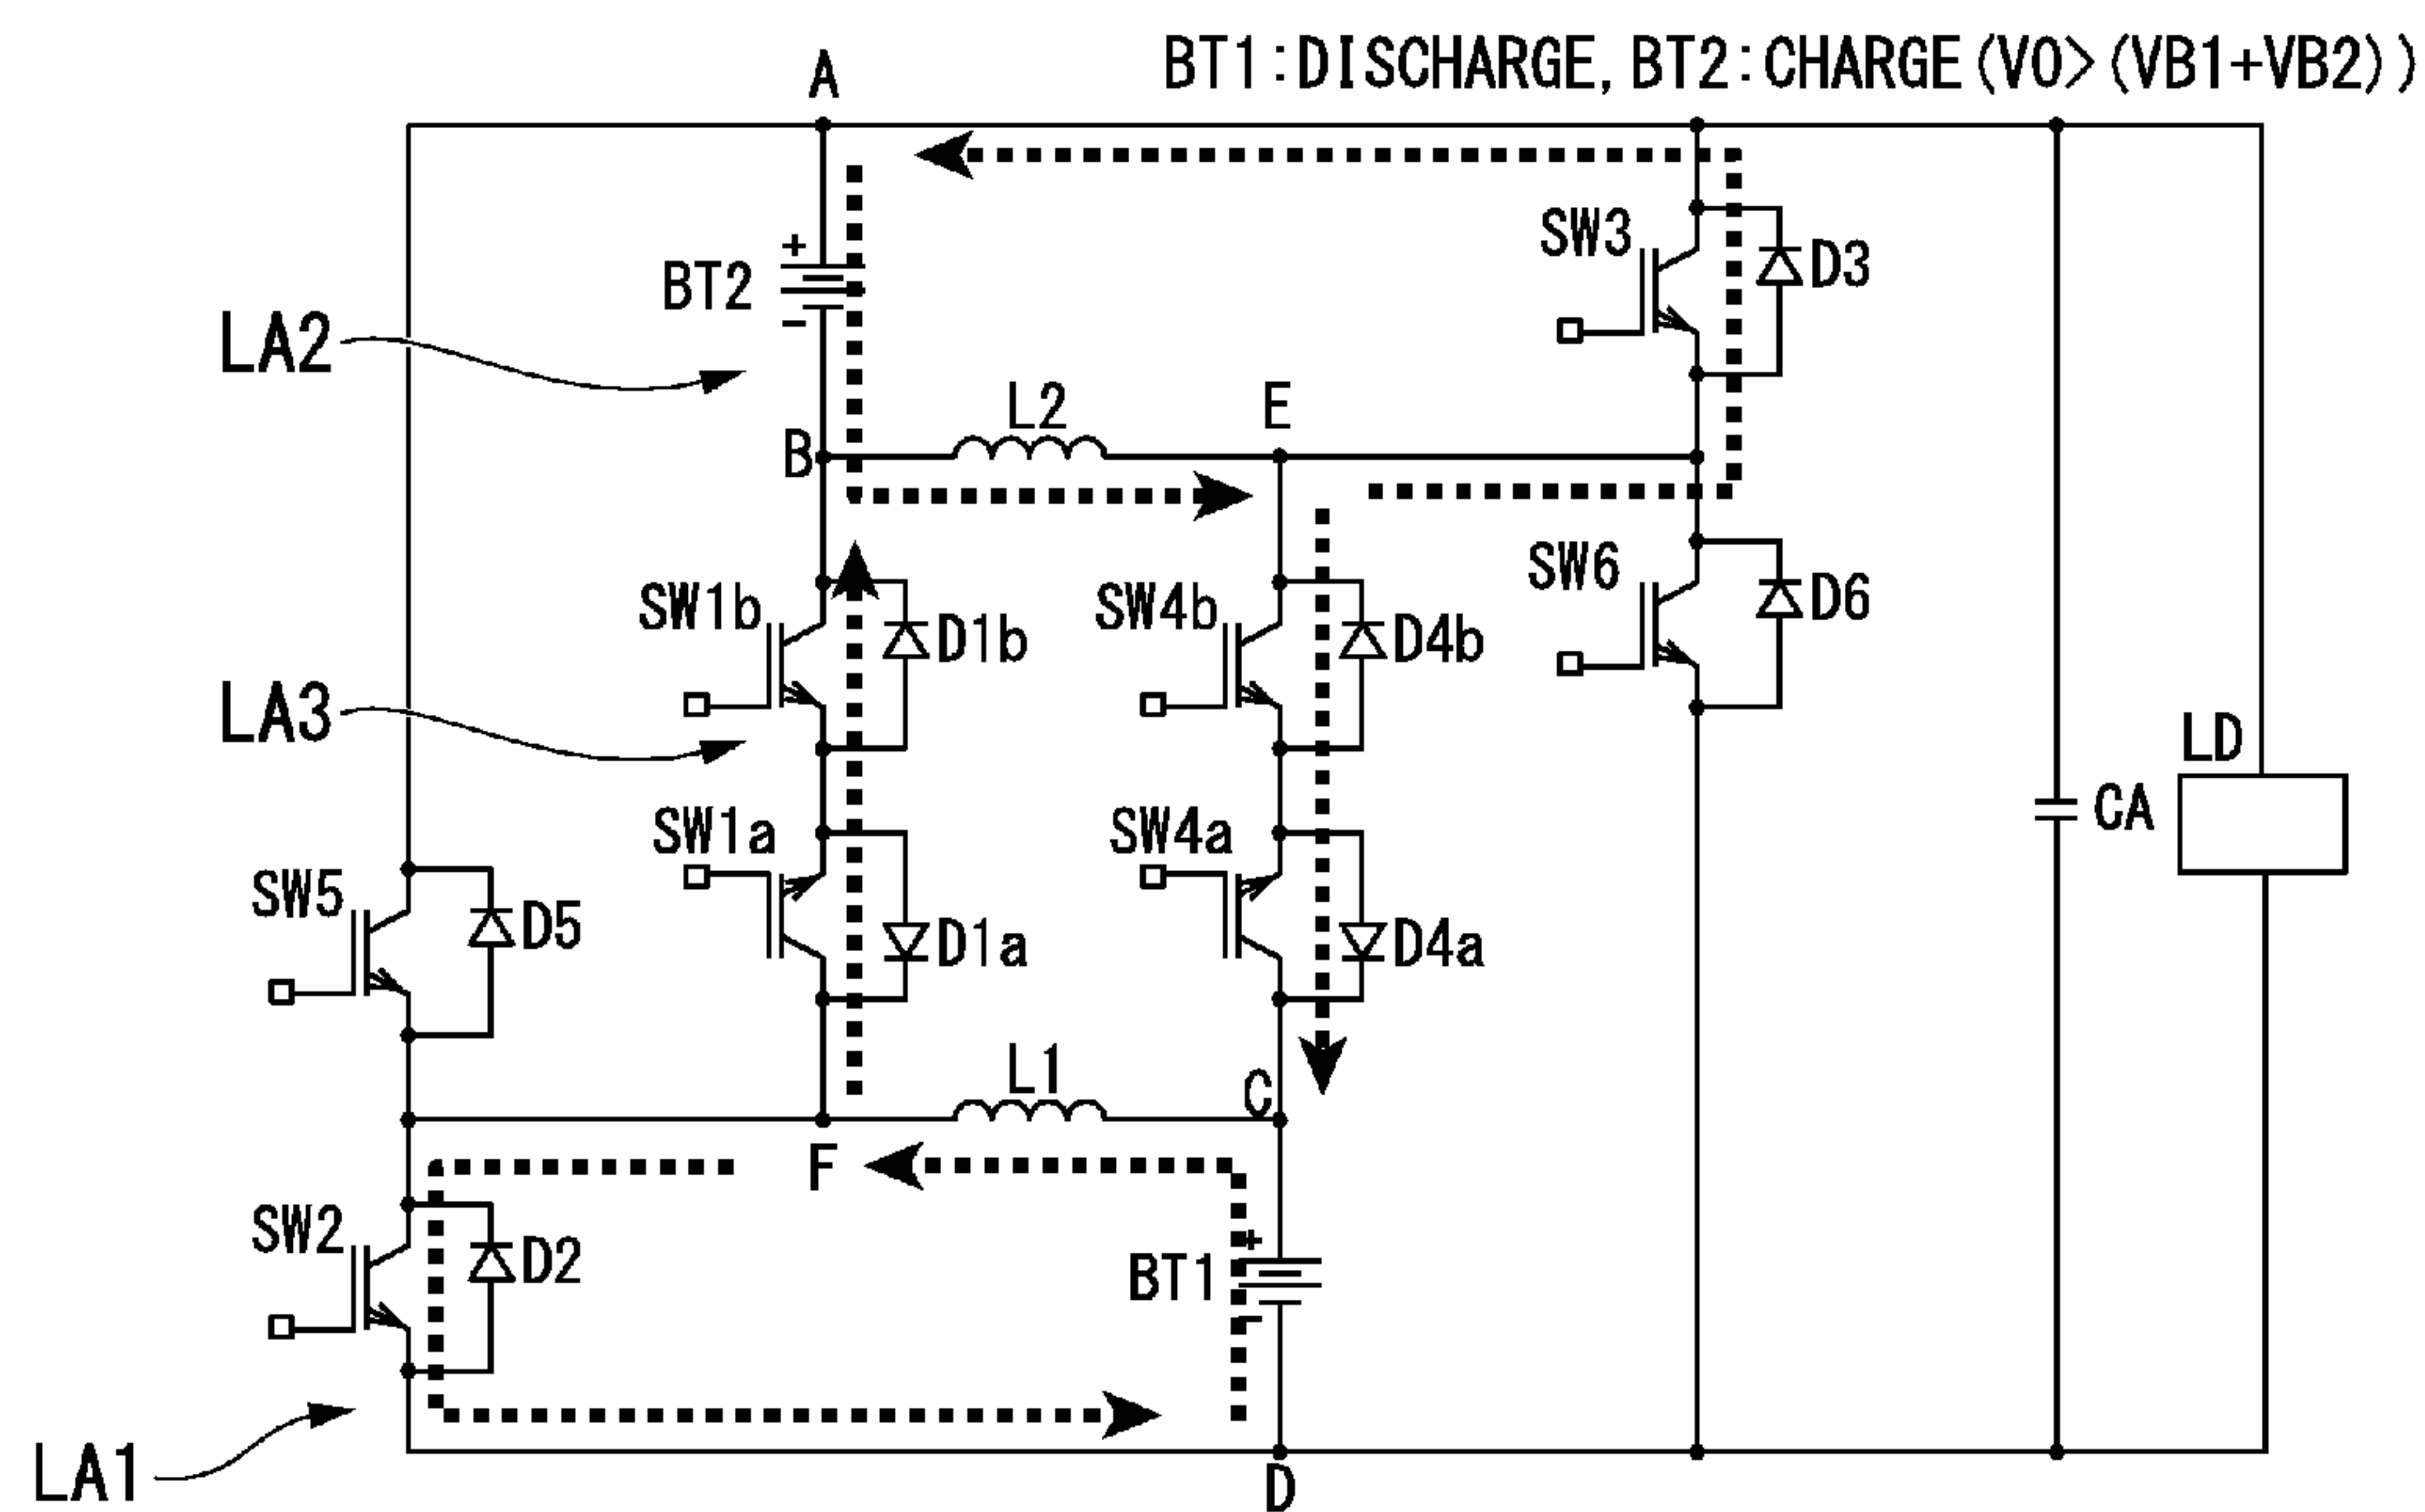 A
BT1:DISCHARGE, BT2:CHARGE(VO>(VB1+VB2))
SW3
+
BT2
D3
−
LA2
L2
E
B
SW6
SW1b
SW4b
D6
D1b
D4b
LA3
LD
SW1a
SW4a
CA
SW5
D5
D1a
D4a
L1
C
F
SW2
+
D2
BT1
−
LA1
D